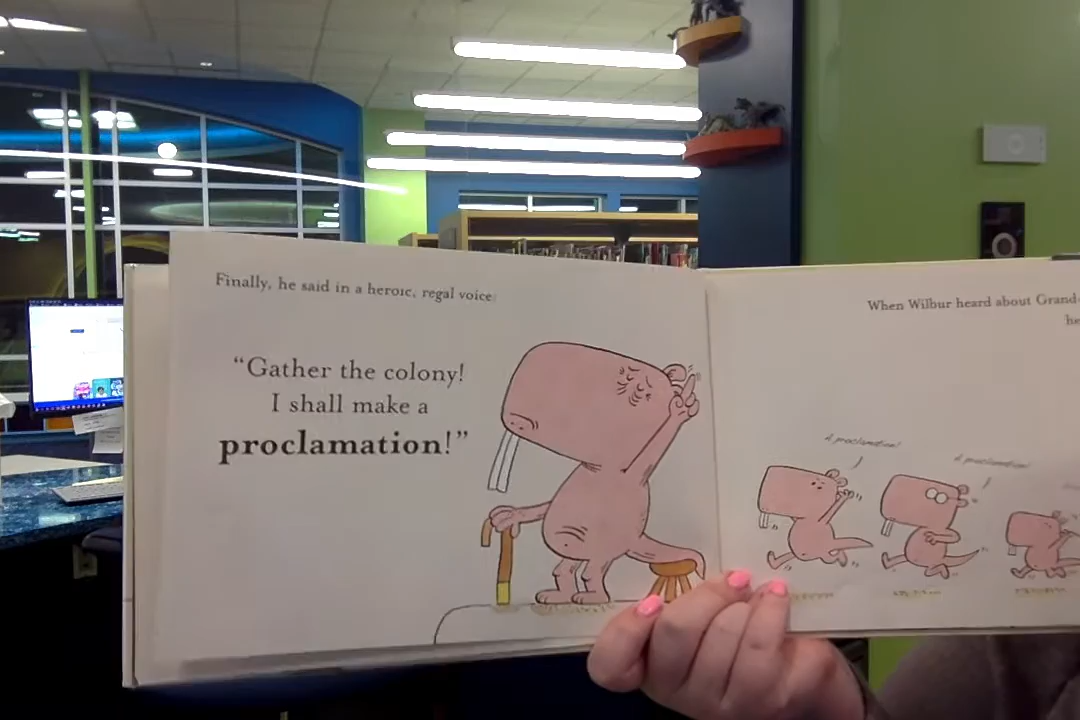 Finally, he said in a heroic, regal voice:
“Gather the colony!
I shall make a
proclamation!”
When Wilbur heard about Grand-
he
A proclamation!
A proclamation!